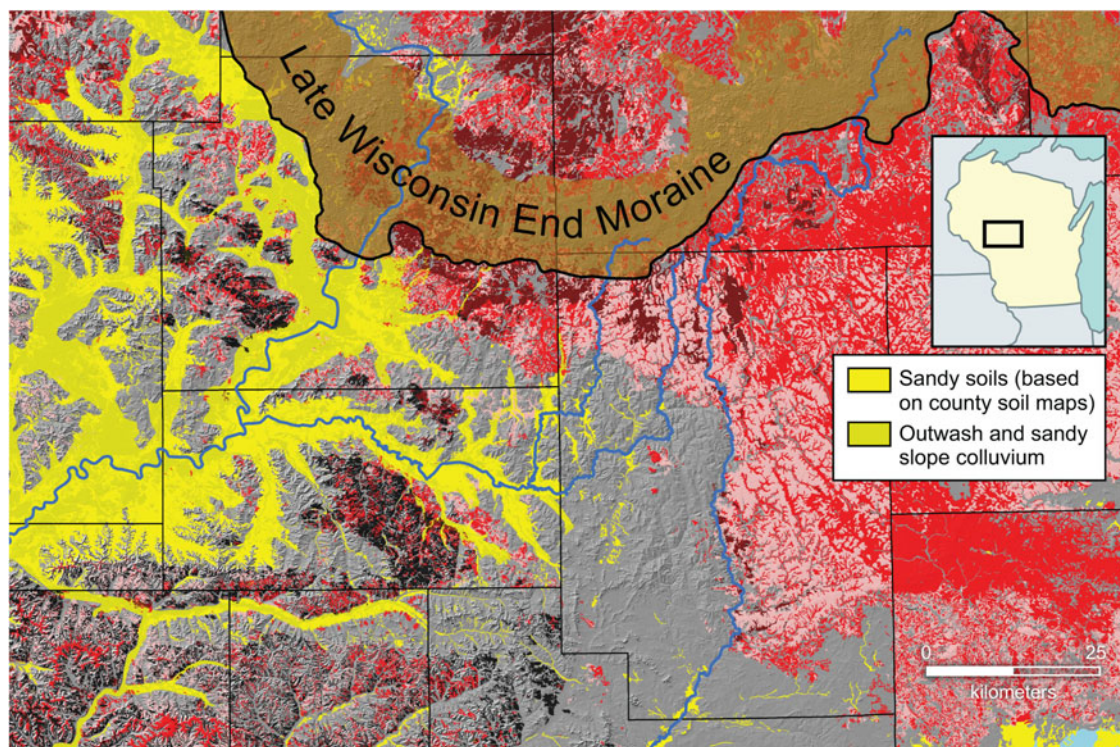 Late Wisconsin End Moraine
Sandy soils (based
on county soil maps)
Outwash and sandy
slope colluvium
0 25
kilometers